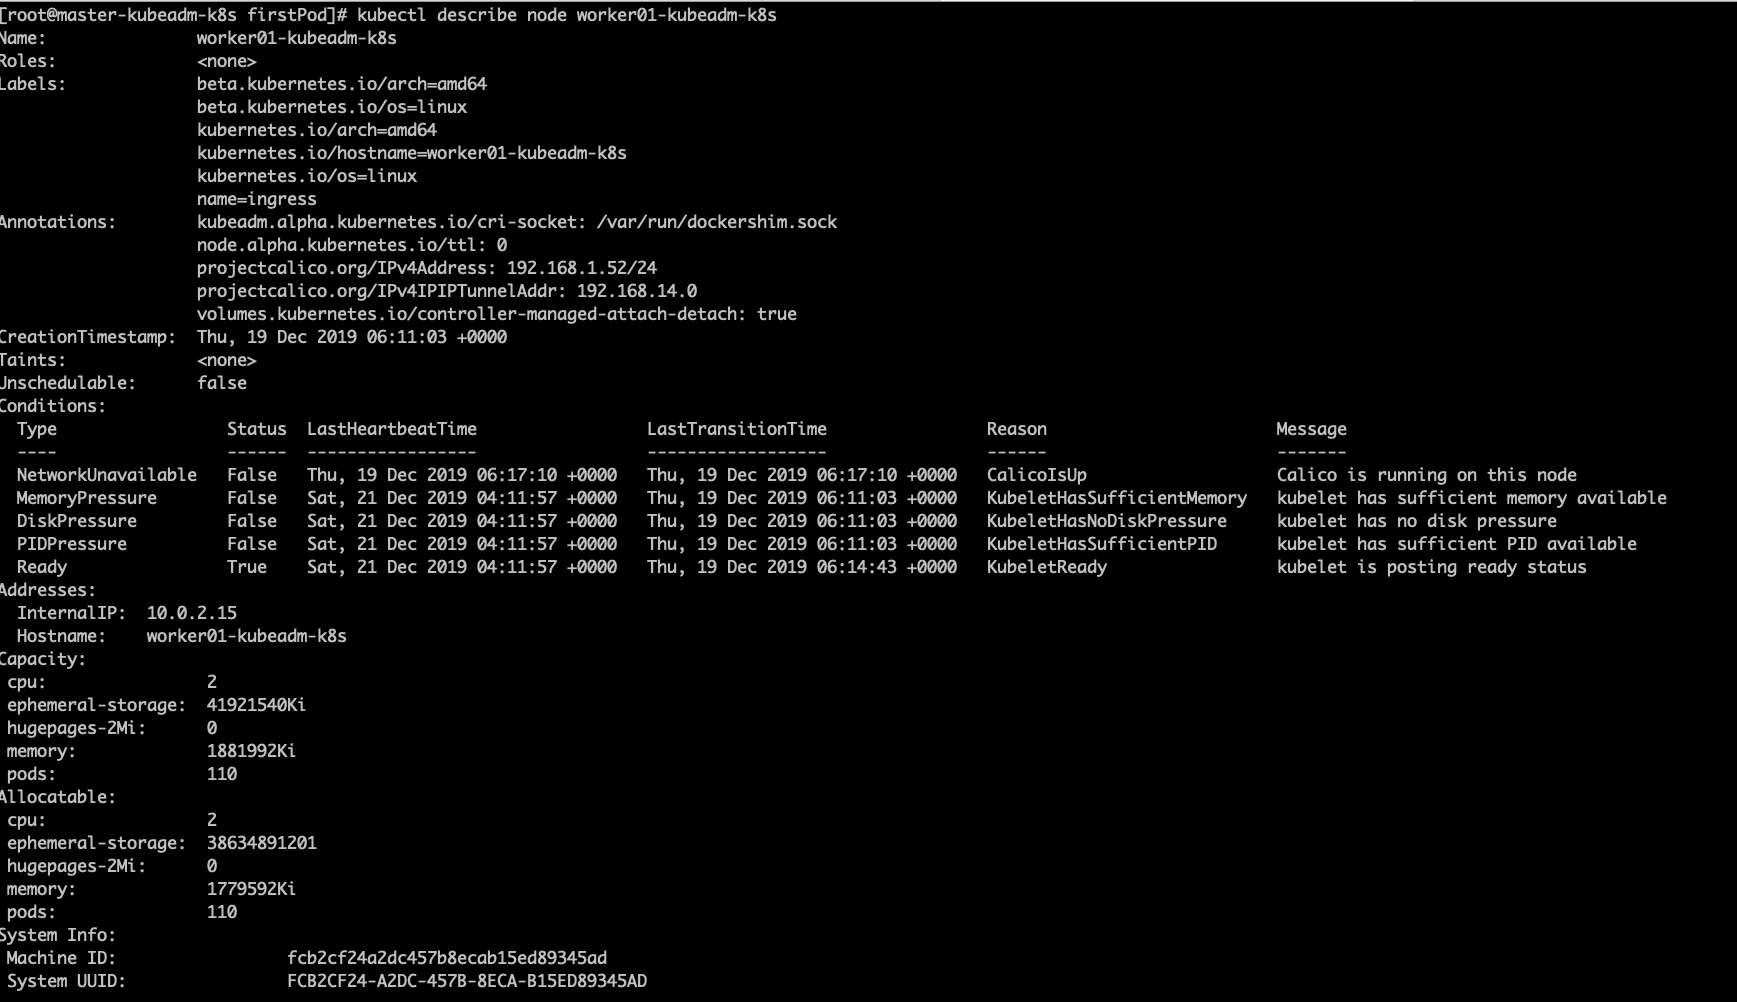 [root@master-kubeadm-k8s firstPod]# kubectl describe node worker01-kubeadm-k8s
Name:               worker01-kubeadm-k8s
Roles:              <none>
Labels:             beta.kubernetes.io/arch=amd64
                    beta.kubernetes.io/os=linux
                    kubernetes.io/arch=amd64
                    kubernetes.io/hostname=worker01-kubeadm-k8s
                    kubernetes.io/os=linux
                    name=ingress
Annotations:        kubeadm.alpha.kubernetes.io/cri-socket: /var/run/dockershim.sock
                    node.alpha.kubernetes.io/ttl: 0
                    projectcalico.org/IPv4Address: 192.168.1.52/24
                    projectcalico.org/IPv4IPIPTunnelAddr: 192.168.14.0
                    volumes.kubernetes.io/controller-managed-attach-detach: true
CreationTimestamp:  Thu, 19 Dec 2019 06:11:03 +0000
Taints:             <none>
Unschedulable:      false
Conditions:
  Type                 Status  LastHeartbeatTime                 LastTransitionTime                Reason                       Message
  ----                 ------  -----------------                 ------------------                ------                       -------
  NetworkUnavailable   False   Thu, 19 Dec 2019 06:17:10 +0000   Thu, 19 Dec 2019 06:17:10 +0000   CalicoIsUp                   Calico is running on this node
  MemoryPressure       False   Sat, 21 Dec 2019 04:11:57 +0000   Thu, 19 Dec 2019 06:11:03 +0000   KubeletHasSufficientMemory   kubelet has sufficient memory available
  DiskPressure         False   Sat, 21 Dec 2019 04:11:57 +0000   Thu, 19 Dec 2019 06:11:03 +0000   KubeletHasNoDiskPressure     kubelet has no disk pressure
  PIDPressure          False   Sat, 21 Dec 2019 04:11:57 +0000   Thu, 19 Dec 2019 06:11:03 +0000   KubeletHasSufficientPID      kubelet has sufficient PID available
  Ready                True    Sat, 21 Dec 2019 04:11:57 +0000   Thu, 19 Dec 2019 06:14:43 +0000   KubeletReady                 kubelet is posting ready status
Addresses:
  InternalIP:  10.0.2.15
  Hostname:    worker01-kubeadm-k8s
Capacity:
 cpu:                2
 ephemeral-storage:  41921540Ki
 hugepages-2Mi:      0
 memory:             1881992Ki
 pods:               110
Allocatable:
 cpu:                2
 ephemeral-storage:  38634891201
 hugepages-2Mi:      0
 memory:             1779592Ki
 pods:               110
System Info:
 Machine ID:                 fcb2cf24a2dc457b8ecab15ed89345ad
 System UUID:                FCB2CF24-A2DC-457B-8ECA-B15ED89345AD